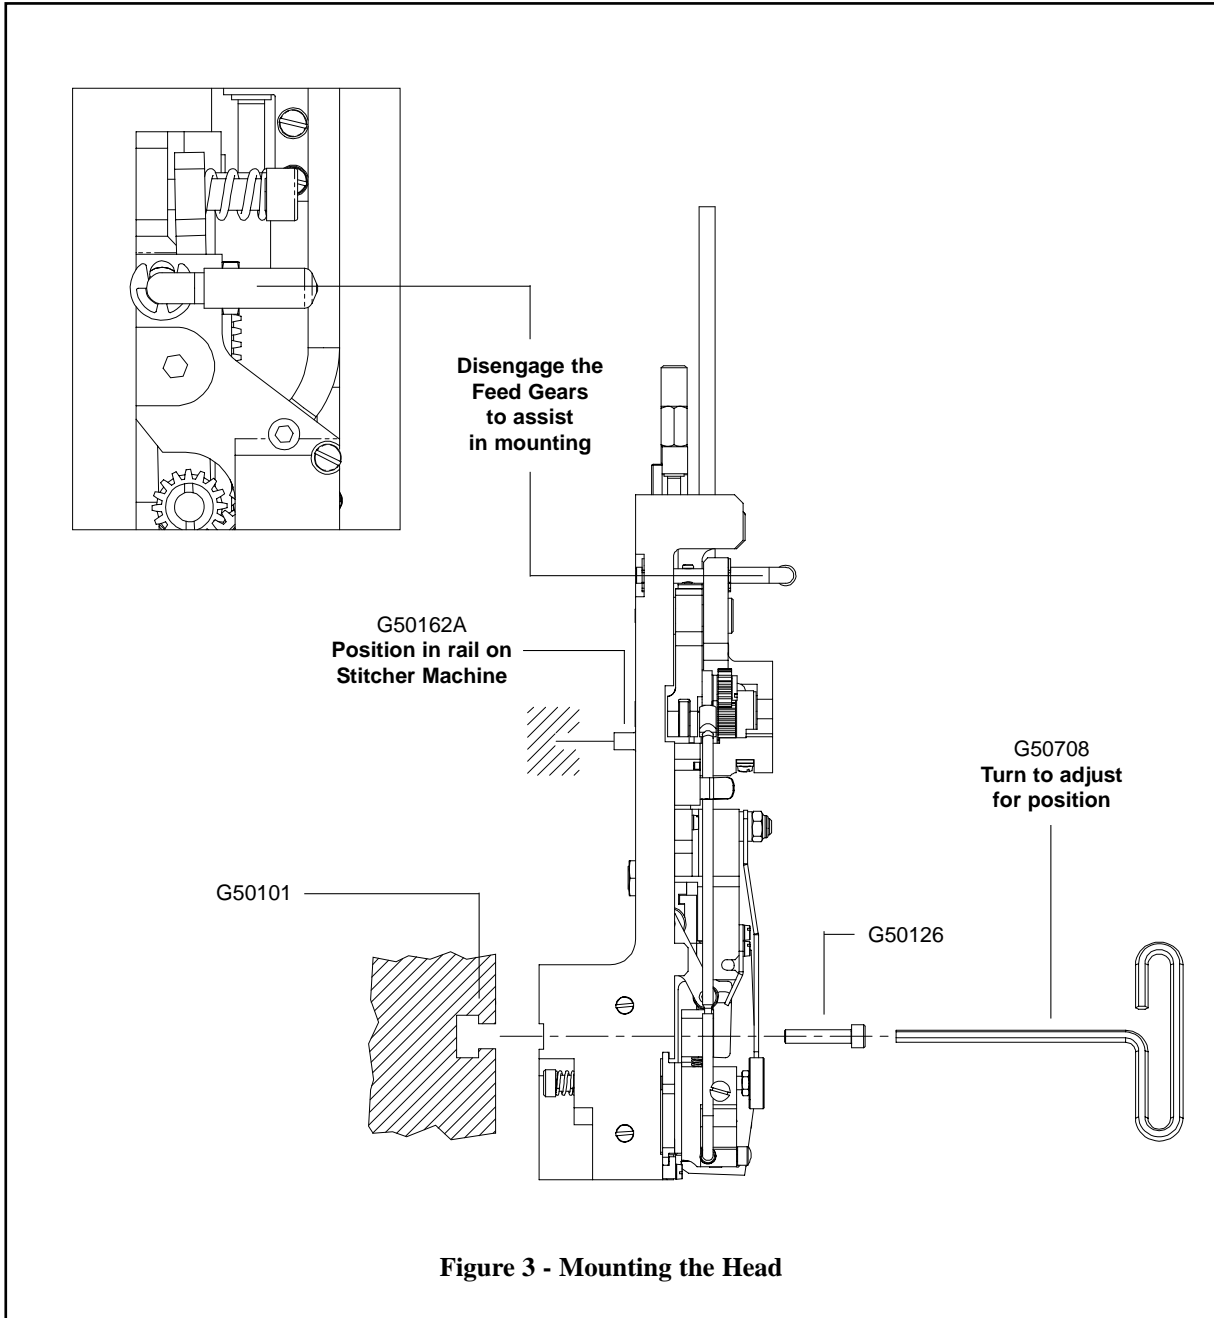 Disengage the
Feed Gears
to assist
in mounting
G50162A
Position in rail on
Stitcher Machine
G50708
Turn to adjust
for position
G50101
G50126
Figure 3 - Mounting the Head